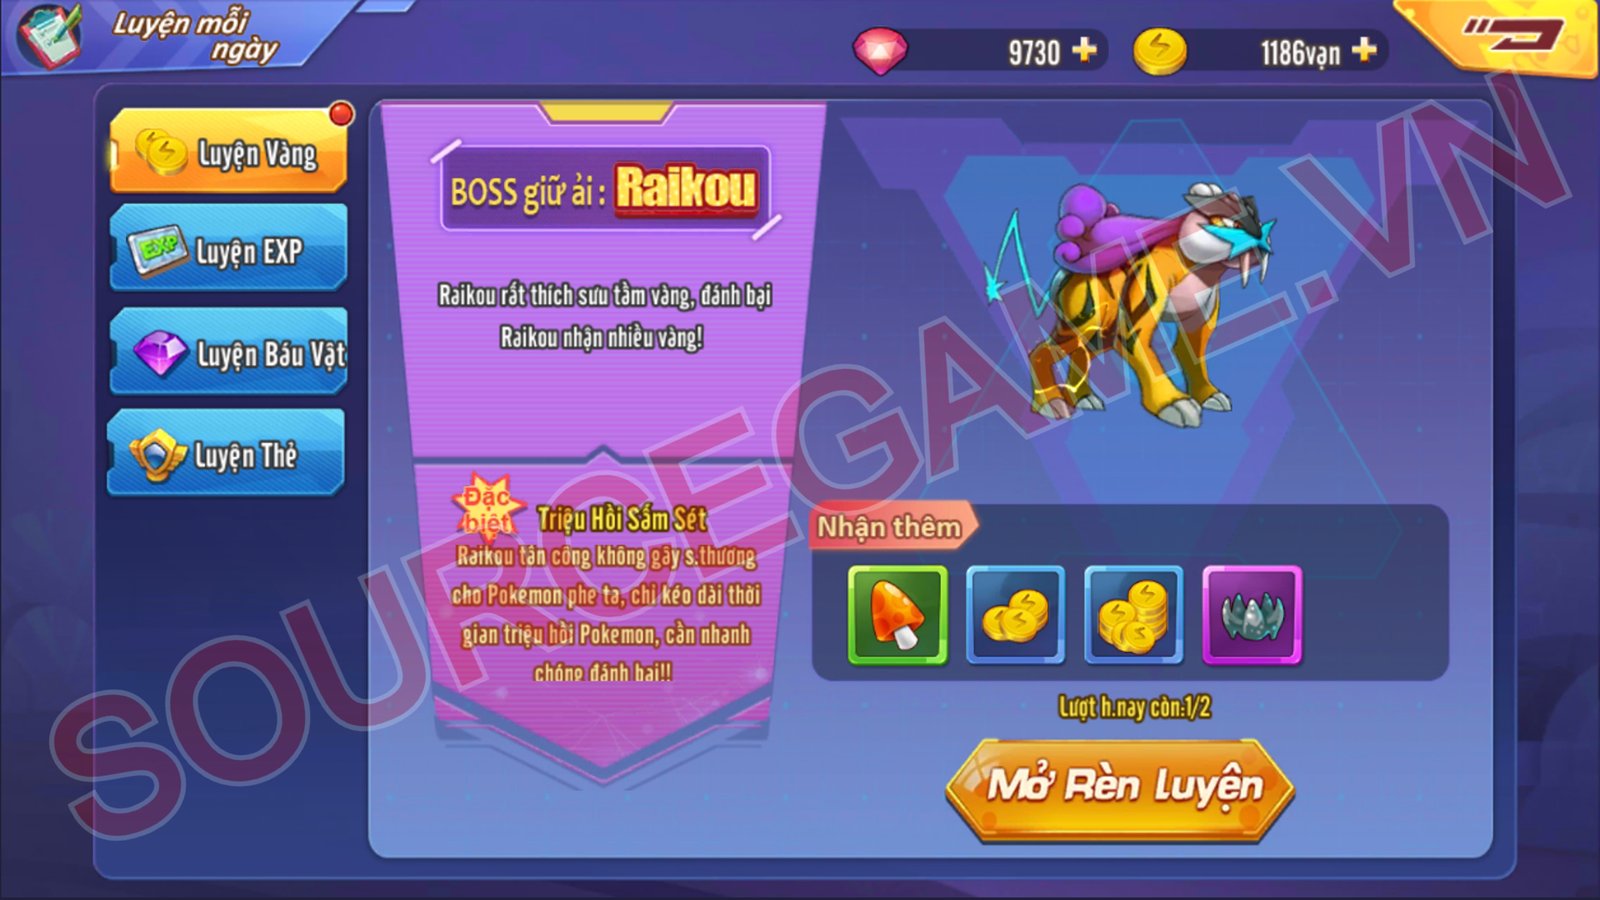 Luyện mỗi
ngày
9730
1186vạn
Luyện Vàng
EXP
Luyện EXP
Luyện Báu Vật
Luyện Thẻ
BOSS giữ ải : Raikou
Raikou rất thích sưu tầm vàng, đánh bại
Raikou nhận nhiều vàng!
Đặc
biệt
Triệu Hồi Sấm Sét
Raikou tấn công không gây s.thương
cho Pokemon phe ta, chỉ kéo dài thời
gian triệu hồi Pokemon, cần nhanh
chóng đánh bại!!
Nhận thêm
Lượt h.nay còn:1/2
Mở Rèn Luyện
SOURCEGAME.VN